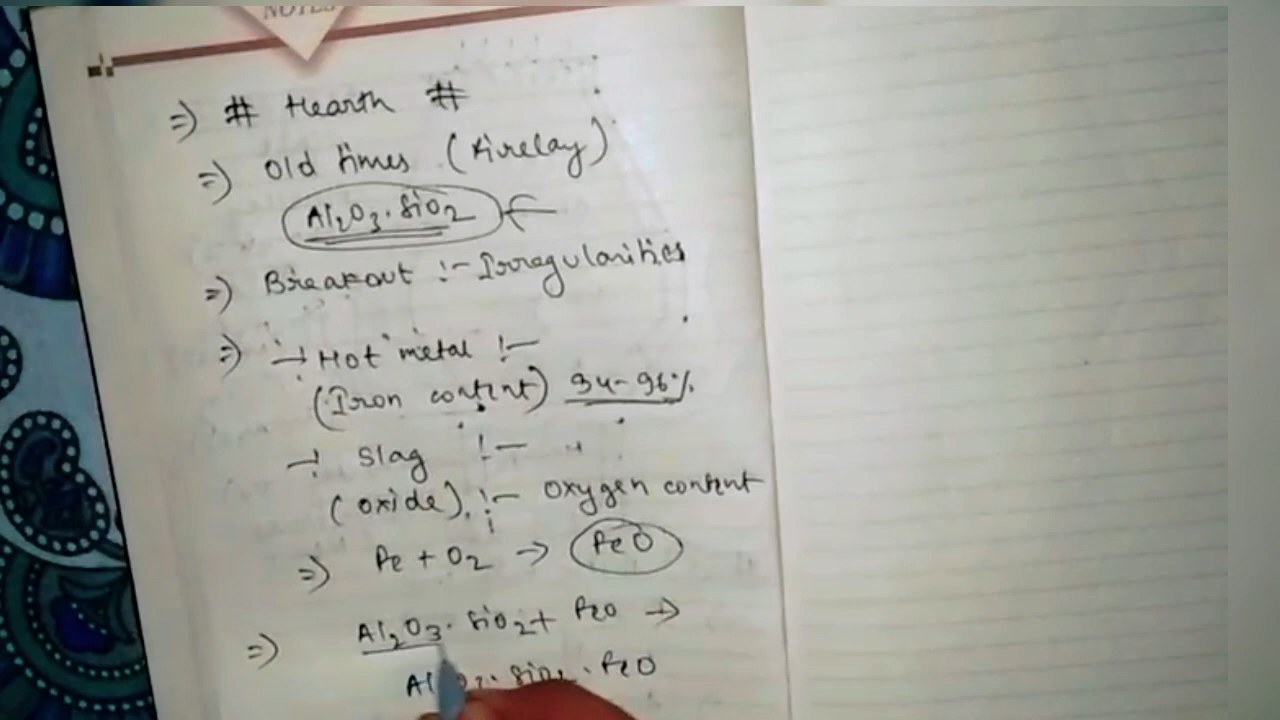 NOTES
=> # Hearth #
=> Old times (Fireclay)
Al2O3.SiO2
=> Breakout :- Irregularities
=> → Hot metal :-
(Iron content) 94-96%
→ Slag :-
(oxide) :- oxygen content
=> Fe + O2 → FeO
=> Al2O3.SiO2 + FeO →
SiO2.FeO